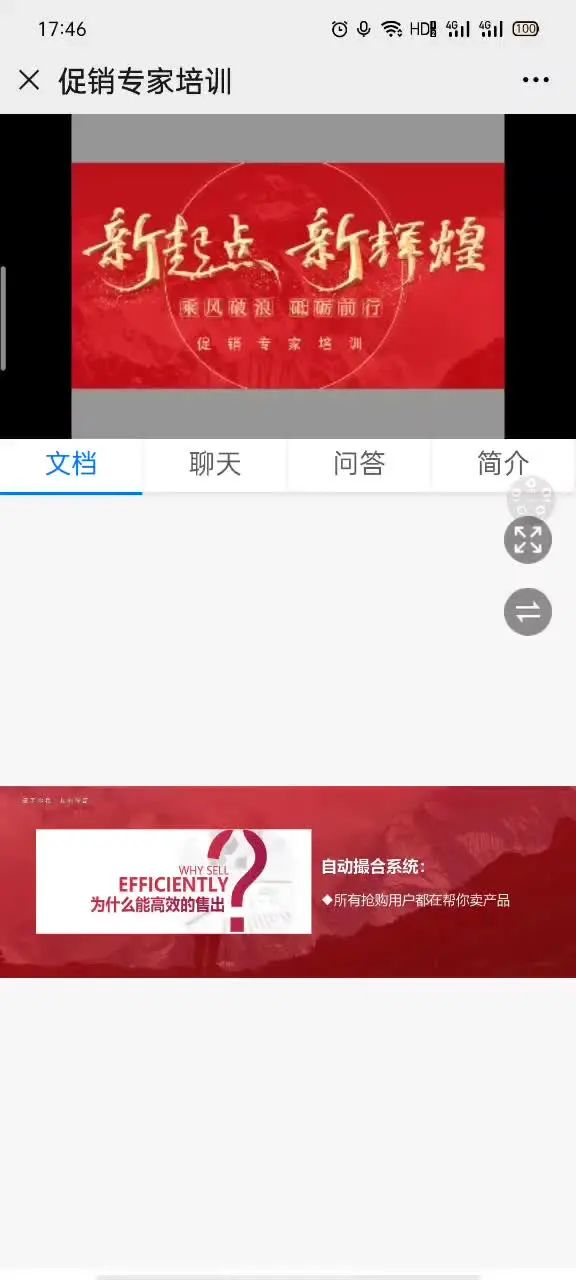 17:46
HD
4G
4G
100
促销专家培训
新起点 新辉煌
乘风破浪 砥砺前行
促销专家培训
文档
聊天
问答
简介
WHY SELL
EFFICIENTLY
为什么能高效的售出
?
自动撮合系统:
◆所有抢购用户都在帮你卖产品